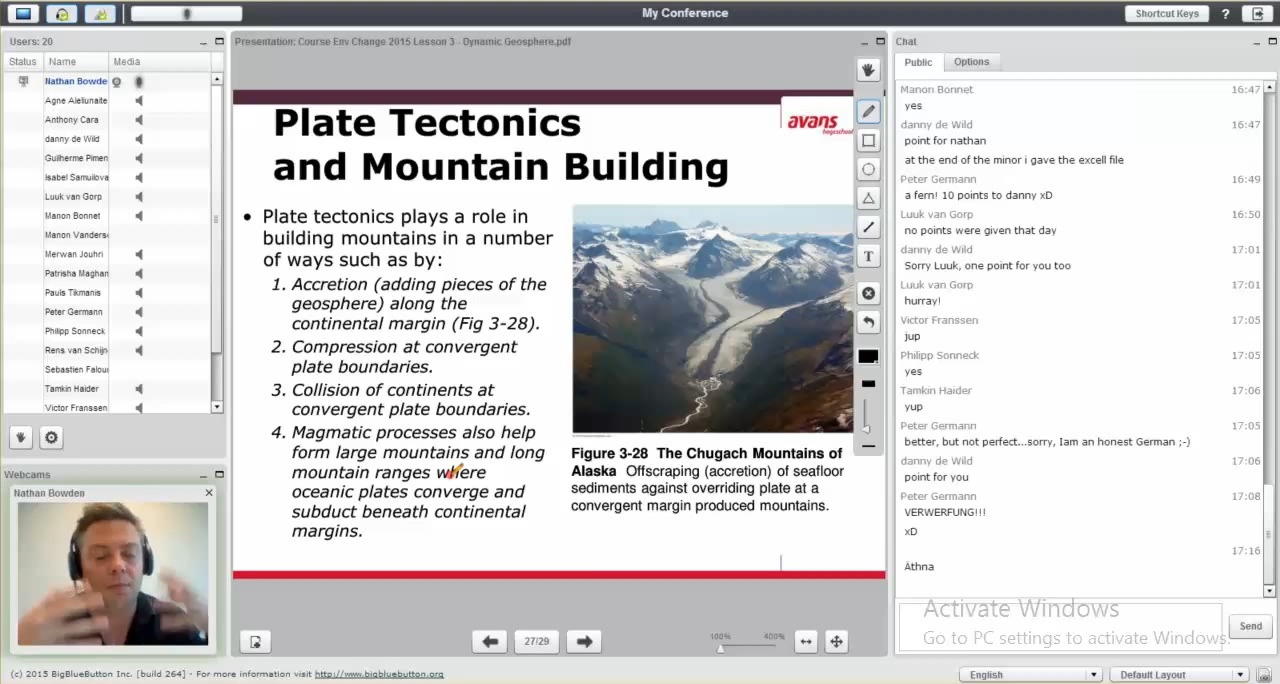 My Conference
Shortcut Keys
?
Users: 20
Status Name Media
Nathan Bowde
Agne Aleliunaite
Anthony Cara
danny de Wild
Guilherme Pimen
Isabel Samuilova
Luuk van Gorp
Manon Bonnet
Manon Vanderse
Merwan Jouhri
Patrisha Maghan
Pauls Tikmanis
Peter Germann
Philipp Sonneck
Rens van Schijn
Sebastien Falou
Tamkin Haider
Victor Franssen
Webcams
Nathan Bowden
Presentation: Course Env Change 2015 Lesson 3 - Dynamic Geosphere.pdf
Plate Tectonics
and Mountain Building
avans
hogeschool
• Plate tectonics plays a role in
building mountains in a number
of ways such as by:
1. Accretion (adding pieces of the
geosphere) along the
continental margin (Fig 3-28).
2. Compression at convergent
plate boundaries.
3. Collision of continents at
convergent plate boundaries.
4. Magmatic processes also help
form large mountains and long
mountain ranges where
oceanic plates converge and
subduct beneath continental
margins.
Figure 3-28 The Chugach Mountains of
Alaska Offscraping (accretion) of seafloor
sediments against overriding plate at a
convergent margin produced mountains.
T
27/29
100% 400%
Chat
Public Options
Manon Bonnet 16:47
yes
danny de Wild 16:47
point for nathan
at the end of the minor i gave the excell file
Peter Germann 16:49
a fern! 10 points to danny xD
Luuk van Gorp 16:50
no points were given that day
danny de Wild 17:01
Sorry Luuk, one point for you too
Luuk van Gorp 17:01
hurray!
Victor Franssen 17:05
jup
Philipp Sonneck 17:05
yes
Tamkin Haider 17:06
yup
Peter Germann 17:05
better, but not perfect...sorry, Iam an honest German ;-)
danny de Wild 17:06
point for you
Peter Germann 17:08
VERWERFUNG!!!
xD
17:16
Äthna
Activate Windows
Go to PC settings to activate Windows.
Send
(c) 2015 BigBlueButton Inc. [build 264] - For more information visit http://www.bigbluebutton.org
English
Default Layout